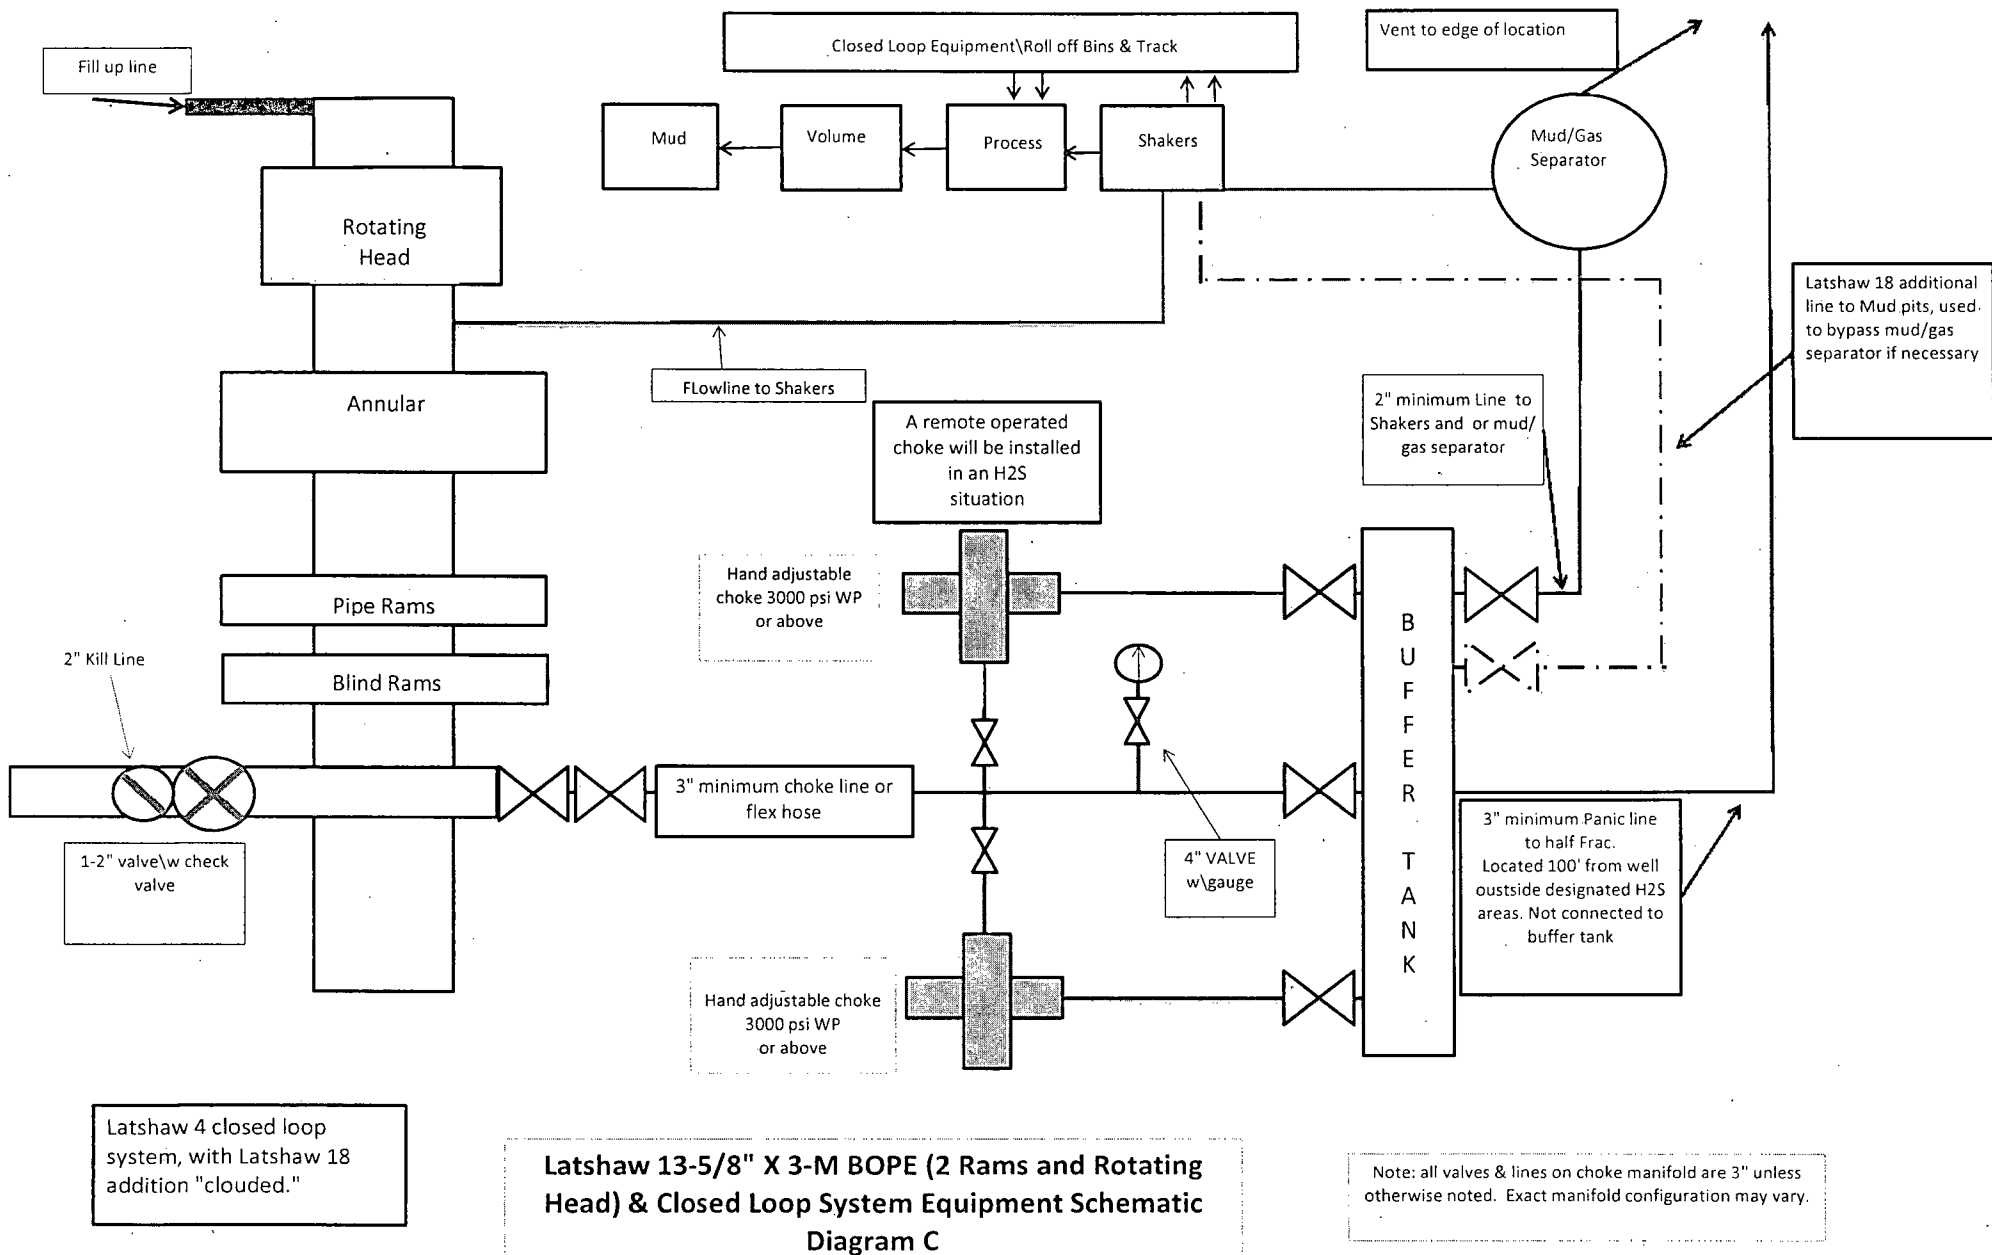 Fill up line
Closed Loop Equipment\Roll off Bins & Track
Vent to edge of location
Mud
Volume
Process
Shakers
Mud/Gas
Separator
Rotating
Head
Latshaw 18 additional
line to Mud pits, used
to bypass mud/gas
separator if necessary
FLowline to Shakers
Annular
2" minimum Line to
Shakers and or mud/
gas separator
A remote operated
choke will be installed
in an H2S
situation
Hand adjustable
choke 3000 psi WP
or above
Pipe Rams
2" Kill Line
Blind Rams
B
U
F
F
E
R
T
A
N
K
3" minimum choke line or
flex hose
1-2" valve\w check
valve
4" VALVE
w\gauge
3" minimum Panic line
to half Frac.
Located 100' from well
oustside designated H2S
areas. Not connected to
buffer tank
Hand adjustable choke
3000 psi WP
or above
Latshaw 4 closed loop
system, with Latshaw 18
addition "clouded."
Latshaw 13-5/8" X 3-M BOPE (2 Rams and Rotating
Head) & Closed Loop System Equipment Schematic
Diagram C
Note: all valves & lines on choke manifold are 3" unless
otherwise noted. Exact manifold configuration may vary.